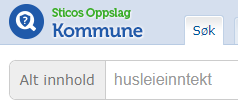 Sticos Oppslag
Kommune
Søk
Alt innhold
husleieinntekt